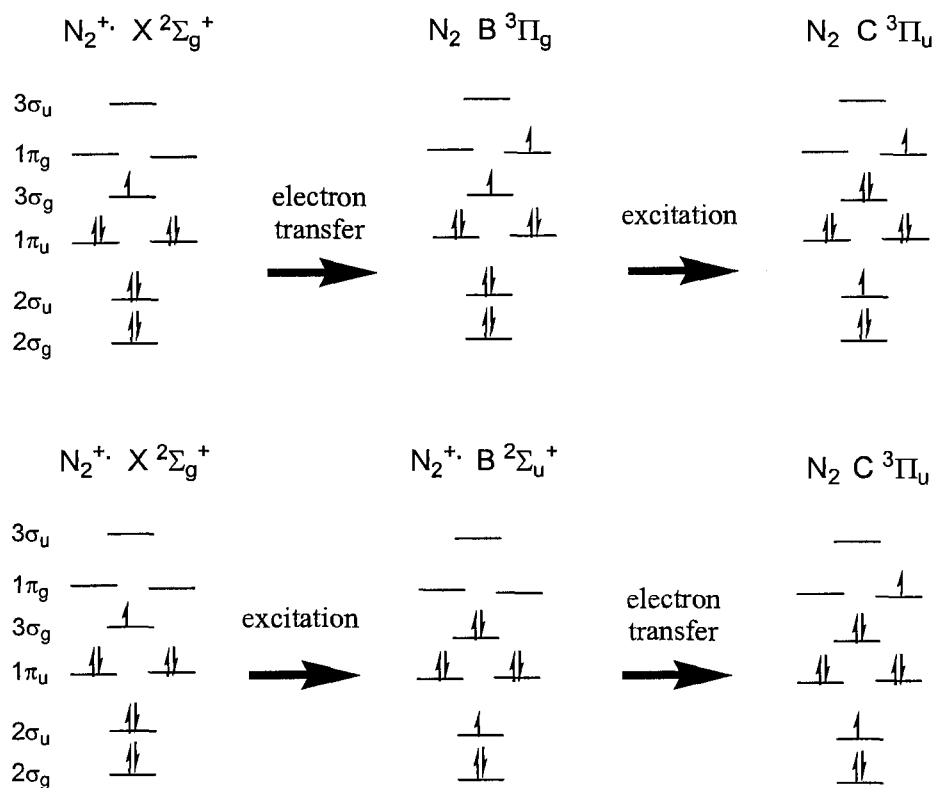 N₂⁺· X ²Σg⁺ N₂ B ³Πg N₂ C ³Πᵤ
3σᵤ
1πg
3σg
1πᵤ
2σᵤ
2σg
electron
transfer
excitation
N₂⁺· X ²Σg⁺ N₂⁺· B ²Σᵤ⁺ N₂ C ³Πᵤ
3σᵤ
1πg
3σg
1πᵤ
2σᵤ
2σg
excitation
electron
transfer